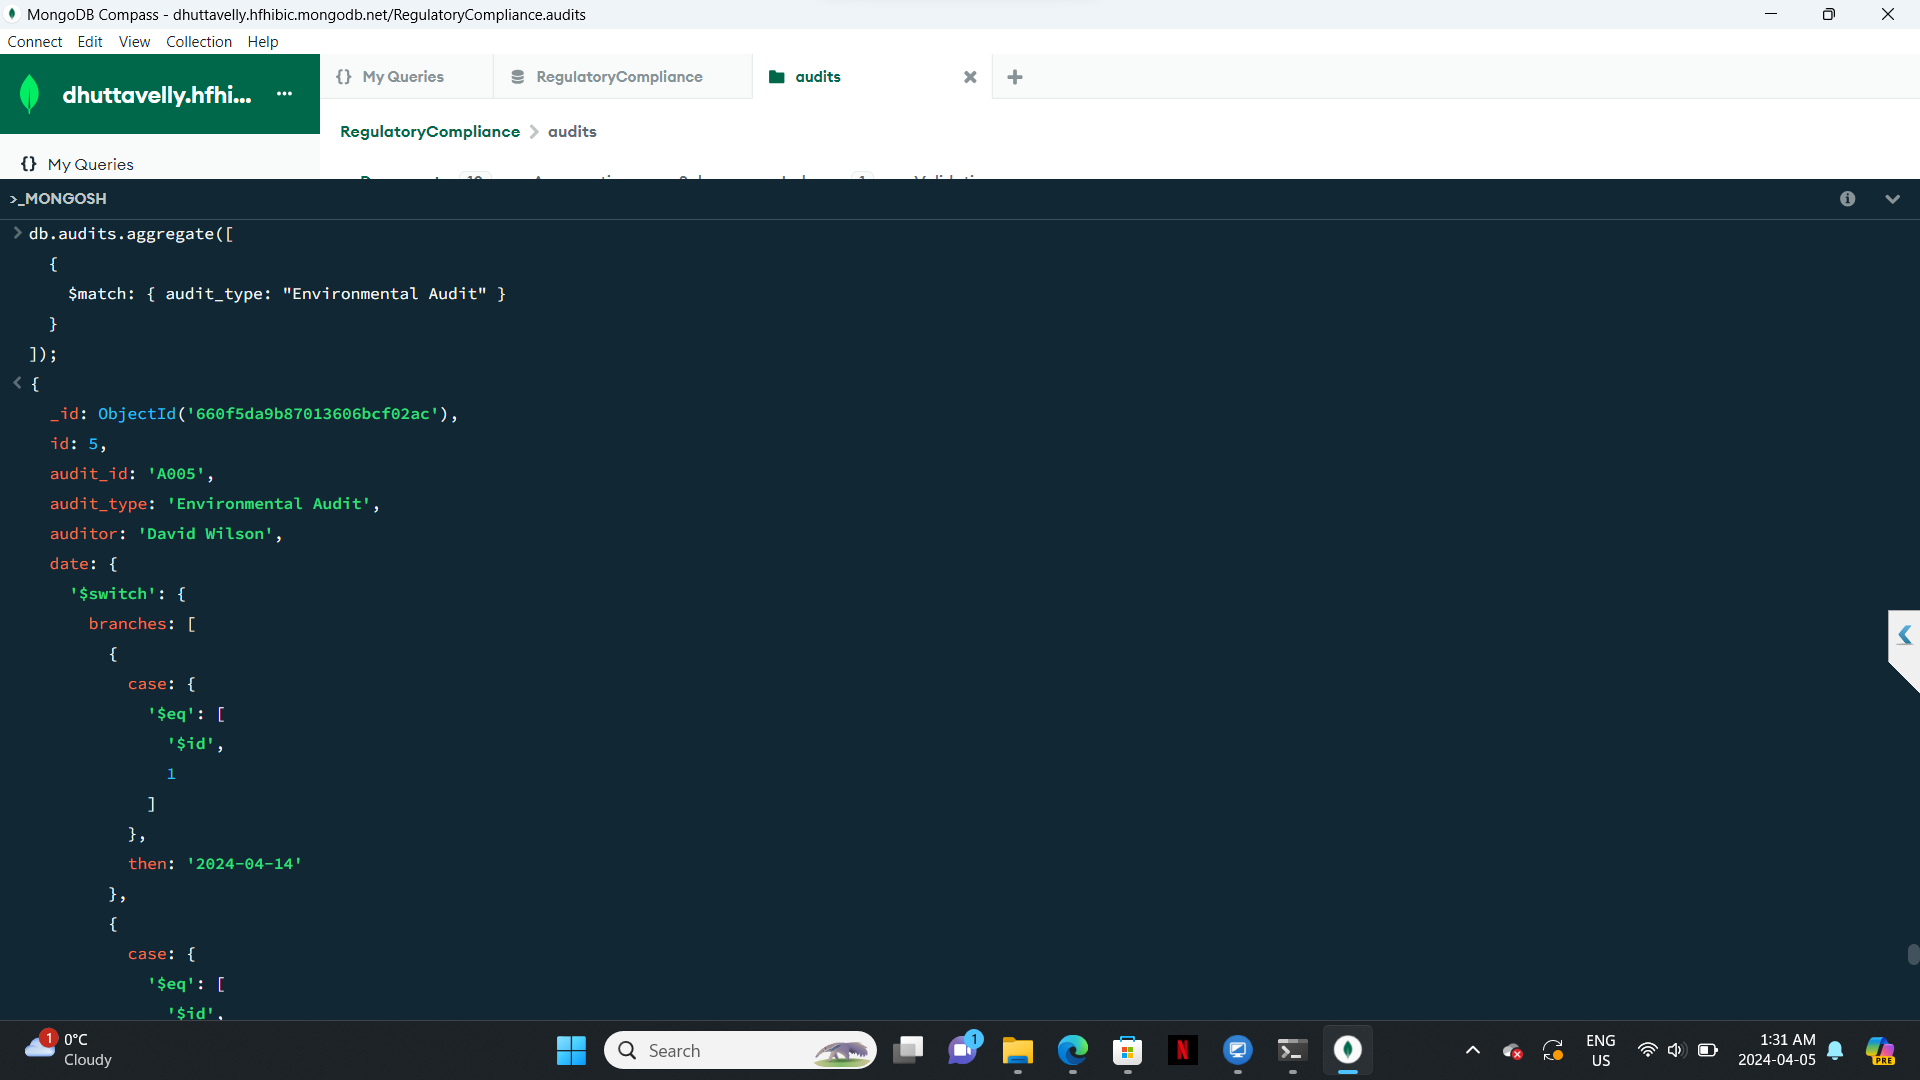 MongoDB Compass - dhuttavelly.hfhibic.mongodb.net/RegulatoryCompliance.audits
Connect Edit View Collection Help
dhuttavelly.hfhi... ...
{} My Queries
RegulatoryCompliance
audits
RegulatoryCompliance > audits
{} My Queries
>_MONGOSH
> db.audits.aggregate([
{
$match: { audit_type: "Environmental Audit" }
}
]);
< {
_id: ObjectId('660f5da9b87013606bcf02ac'),
id: 5,
audit_id: 'A005',
audit_type: 'Environmental Audit',
auditor: 'David Wilson',
date: {
'$switch': {
branches: [
{
case: {
'$eq': [
'$id',
1
]
},
then: '2024-04-14'
},
{
case: {
'$eq': [
'$id',
1
0°C
Cloudy
Search
1
N
PRE
ENG
US
1:31 AM
2024-04-05